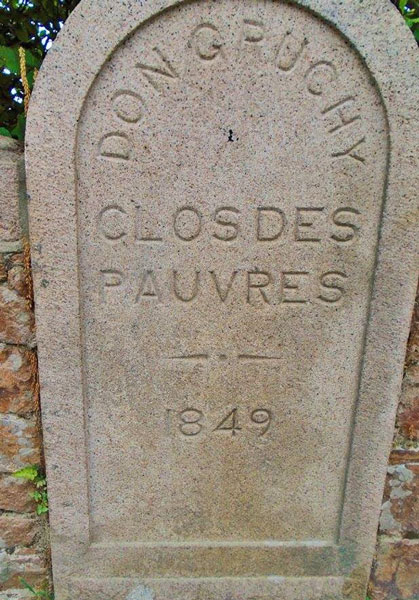 DON GRUCHY
CLOS DES
PAUVRES
1849